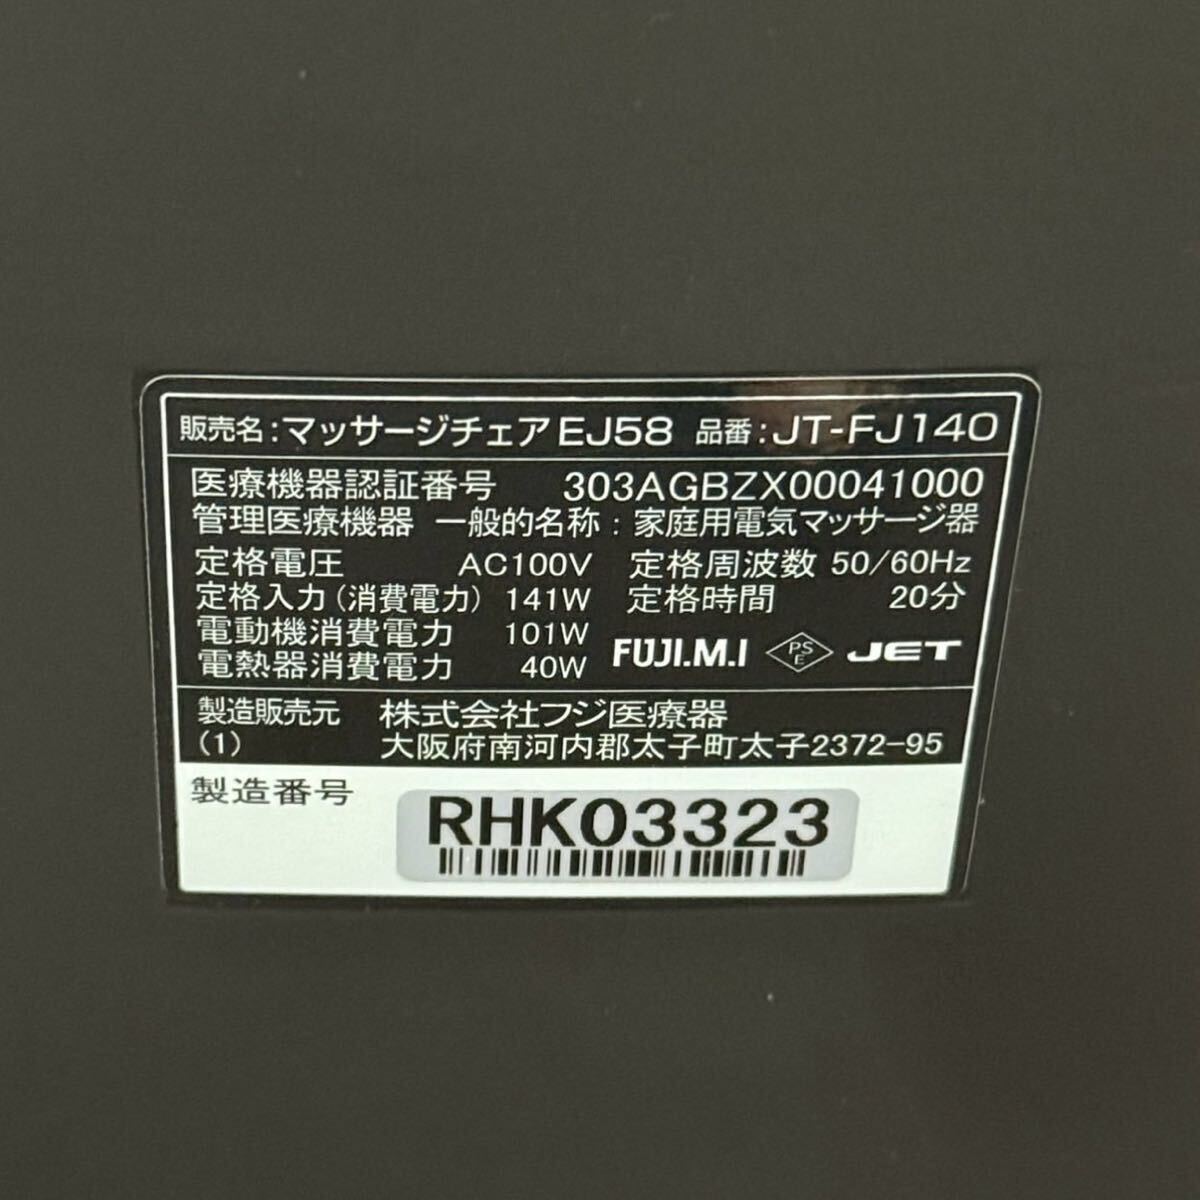 販売名:マッサージチェアEJ58 品番:JT-FJ140
医療機器認証番号 303AGBZX00041000
管理医療機器 一般的名称:家庭用電気マッサージ器
定格電圧 AC100V 定格周波数 50/60Hz
定格入力(消費電力) 141W 定格時間 20分
電動機消費電力 101W
電熱器消費電力 40W FUJI.M.I PSE JET
製造販売元 株式会社フジ医療器
(1) 大阪府南河内郡太子町太子2372-95
製造番号
RHK03323